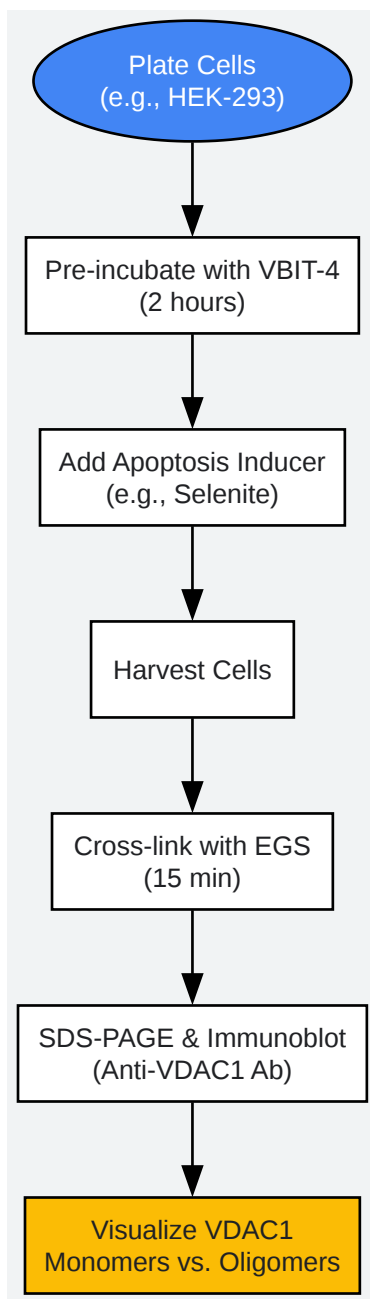 Plate Cells
(e.g., HEK-293)
Pre-incubate with VBIT-4
(2 hours)
Add Apoptosis Inducer
(e.g., Selenite)
Harvest Cells
Cross-link with EGS
(15 min)
SDS-PAGE & Immunoblot
(Anti-VDAC1 Ab)
Visualize VDAC1
Monomers vs. Oligomers